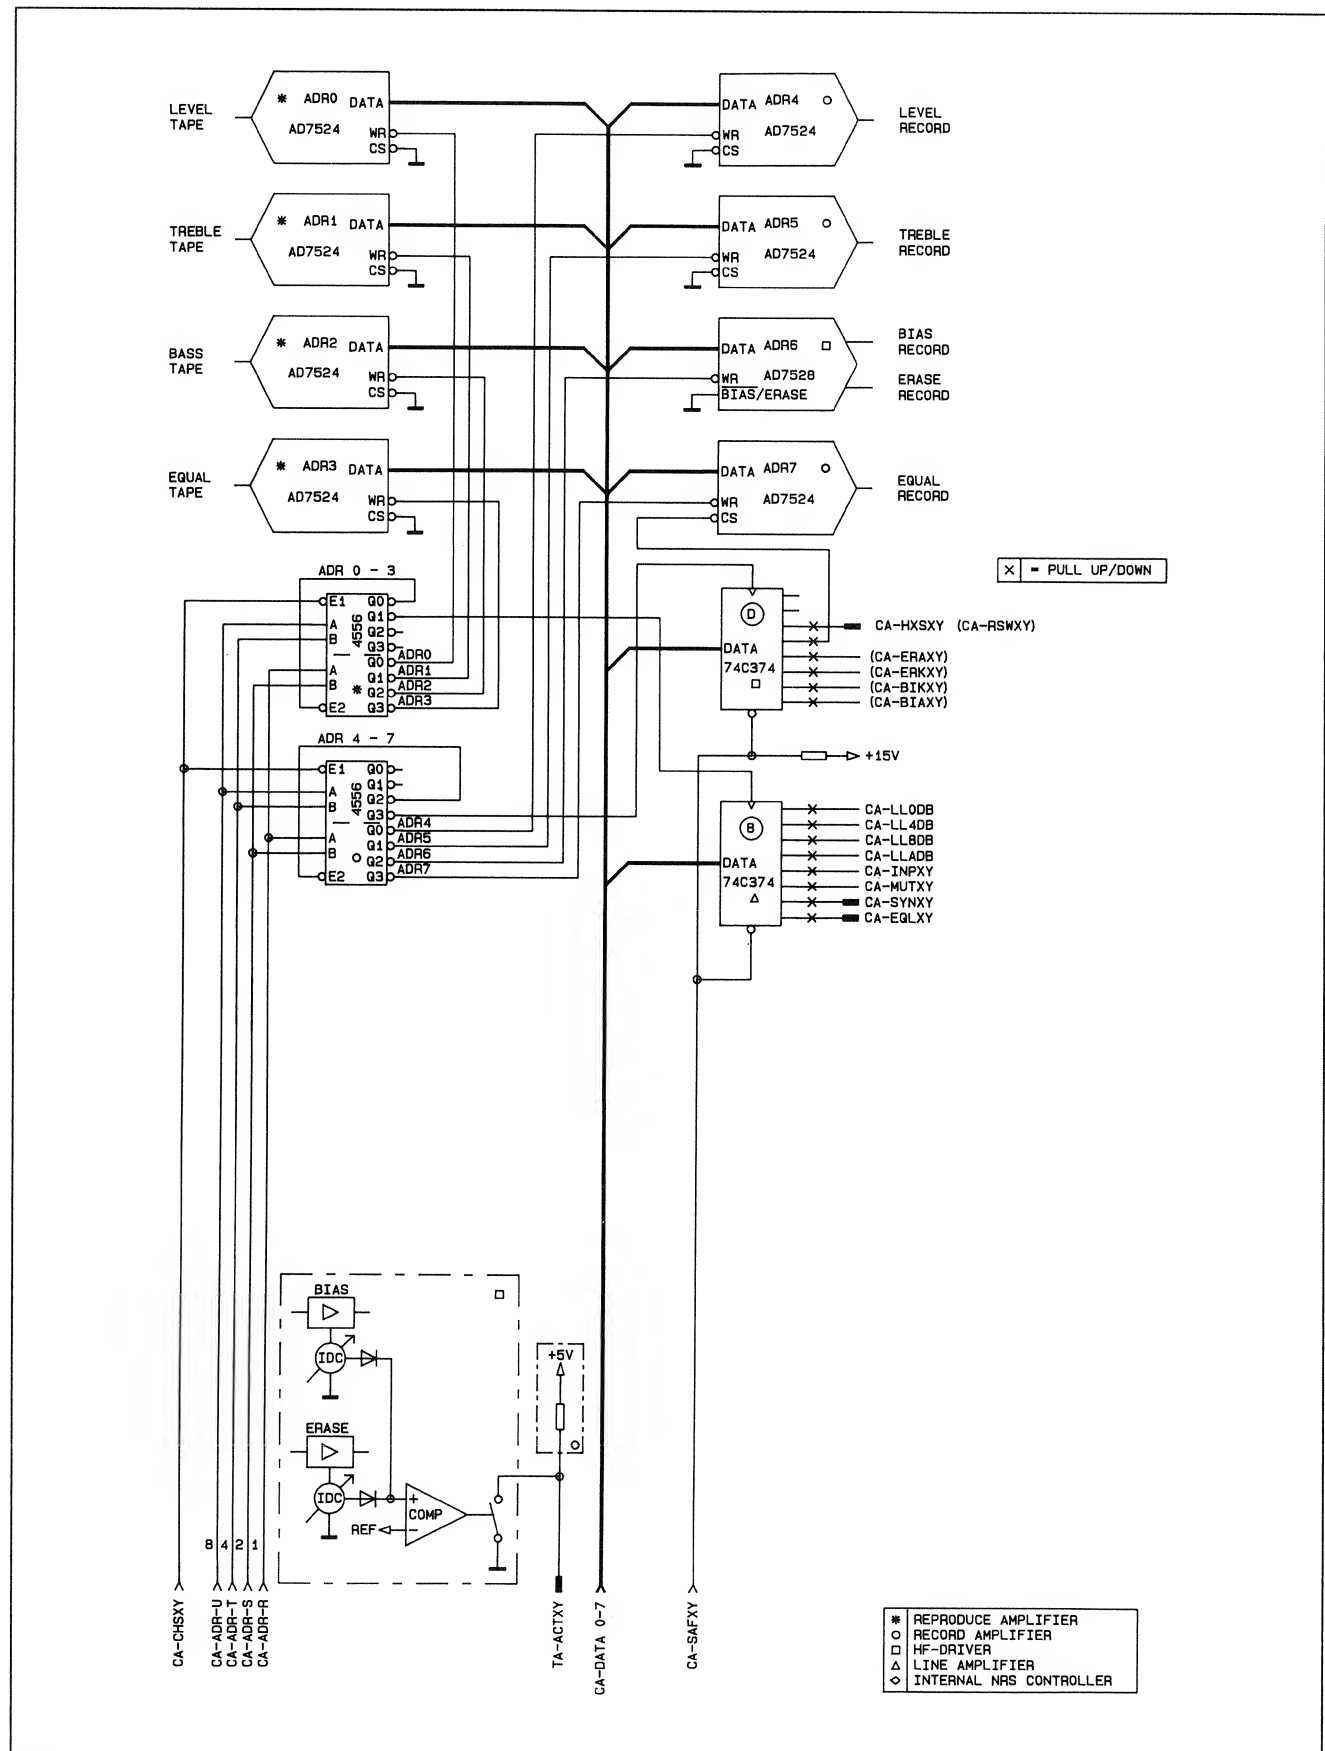 LEVEL
TAPE
* ADR0 DATA
AD7524
WR
CS
DATA ADR4
AD7524
WR
CS
LEVEL
RECORD
TREBLE
TAPE
* ADR1 DATA
AD7524
WR
CS
DATA ADR5
AD7524
WR
CS
TREBLE
RECORD
BASS
TAPE
* ADR2 DATA
AD7524
WR
CS
DATA ADR6
AD7528
WR
BIAS/ERASE
BIAS
RECORD
ERASE
RECORD
EQUAL
TAPE
* ADR3 DATA
AD7524
WR
CS
DATA ADR7
AD7524
WR
CS
EQUAL
RECORD
ADR 0 - 3
E1 Q0
Q1
A Q2
B Q3
4556
A Q0 ADR0
Q1 ADR1
B Q2 ADR2
* 
E2 Q3 ADR3
X = PULL UP/DOWN
D
DATA
74C374
CA-HXSXY (CA-RSWXY)
(CA-ERAXY)
(CA-ERKXY)
(CA-BIKXY)
(CA-BIAXY)
+15V
ADR 4 - 7
E1 Q0
Q1
A Q2
B Q3
4556
A Q0 ADR4
B Q1 ADR5
Q2 ADR6
E2 Q3 ADR7
B
DATA
74C374
CA-LL0DB
CA-LL4DB
CA-LL8DB
CA-LLADB
CA-INPXY
CA-MUTXY
CA-SYNXY
CA-EQLXY
BIAS
IDC
ERASE
IDC
+
COMP
REF -
+5V
8 4 2 1
CA-CHSXY
CA-ADR-U
CA-ADR-T
CA-ADR-S
CA-ADR-R
TA-ACTXY
CA-DATA 0-7
CA-SAFXY
* REPRODUCE AMPLIFIER
○ RECORD AMPLIFIER
□ HF-DRIVER
△ LINE AMPLIFIER
◇ INTERNAL NRS CONTROLLER